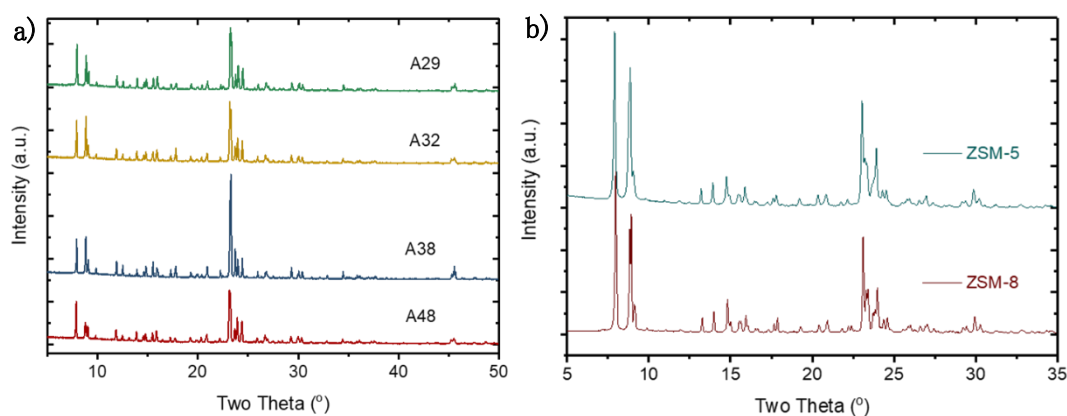 a)
Intensity (a.u.)
A29
A32
A38
A48
10 20 30 40 50
Two Theta (°)
b)
Intensity (a.u.)
ZSM-5
ZSM-8
5 10 15 20 25 30 35
Two Theta (°)